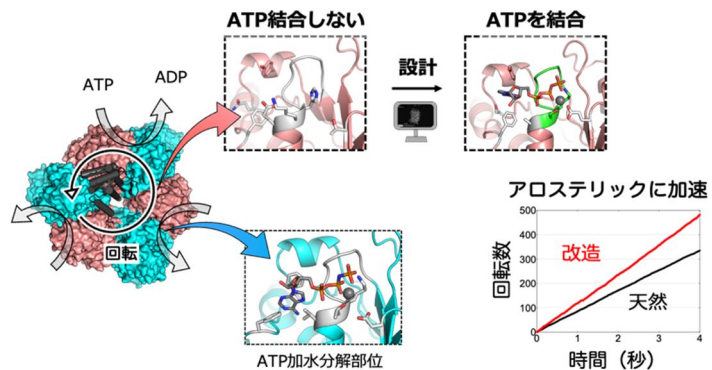 ATP結合しない
ATPを結合
設計
ATP
ADP
回転
ATP加水分解部位
アロステリックに加速
500
400
300
200
100
0
0
1
2
3
4
回転数
改造
天然
時間（秒）